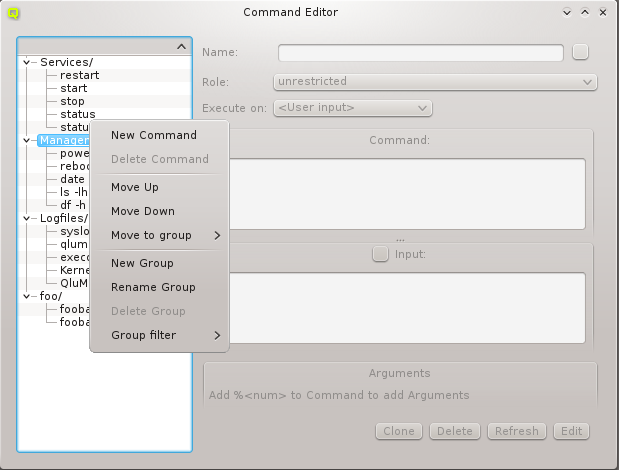 Command Editor
Name:
Services/
restart
Role:
unrestricted
start
stop
Execute on:
<User input>
status
statu
Manager
Command:
powe
reboo
date
ls -lh
df -h
Logfiles/
syslo
qlum
execo
Kerne
QluM
foo/
fooba
fooba
New Command
Delete Command
Move Up
Move Down
Move to group
New Group
Rename Group
Delete Group
Group filter
...
Input:
Arguments
Add %<num> to Command to add Arguments
Clone
Delete
Refresh
Edit